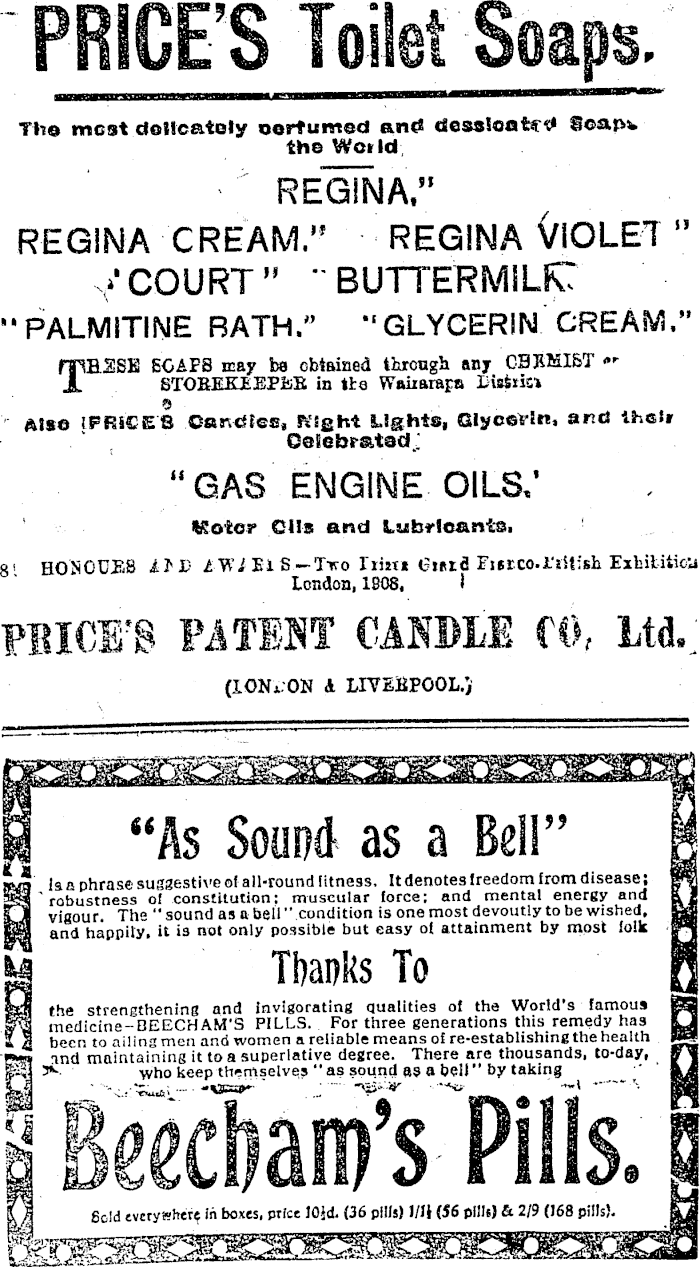 PRICE'S Toilet Soaps.
The most delicately perfumed and dessicated Soaps
the World
REGINA."
REGINA CREAM." REGINA VIOLET "
"COURT" "BUTTERMILK.
"PALMITINE BATH." "GLYCERIN CREAM."
THESE SOAPS may be obtained through any CHEMIST or
STOREKEEPER in the Wairarapa District
Also PRICE'S Candles, Night Lights, Glycerin, and their
Celebrated
"GAS ENGINE OILS.'
Motor Oils and Lubricants.
HONOURS AND AWARDS—Two Prizes Grand Franco-British Exhibition
London, 1908,
PRICE'S PATENT CANDLE CO, Ltd.
(LONDON & LIVERPOOL.)
"As Sound as a Bell"
Is a phrase suggestive of all-round fitness. It denotes freedom from disease;
robustness of constitution; muscular force; and mental energy and
vigour. The "sound as a bell" condition is one most devoutly to be wished,
and happily, it is not only possible but easy of attainment by most folk
Thanks To
the strengthening and invigorating qualities of the World's famous
medicine—BEECHAM'S PILLS. For three generations this remedy has
been to ailing men and women a reliable means of re-establishing the health
and maintaining it to a superlative degree. There are thousands, to-day,
who keep themselves "as sound as a bell" by taking
Beecham's Pills.
Sold everywhere in boxes, price 10½d. (36 pills) 1/1½ (56 pills) & 2/9 (168 pills).